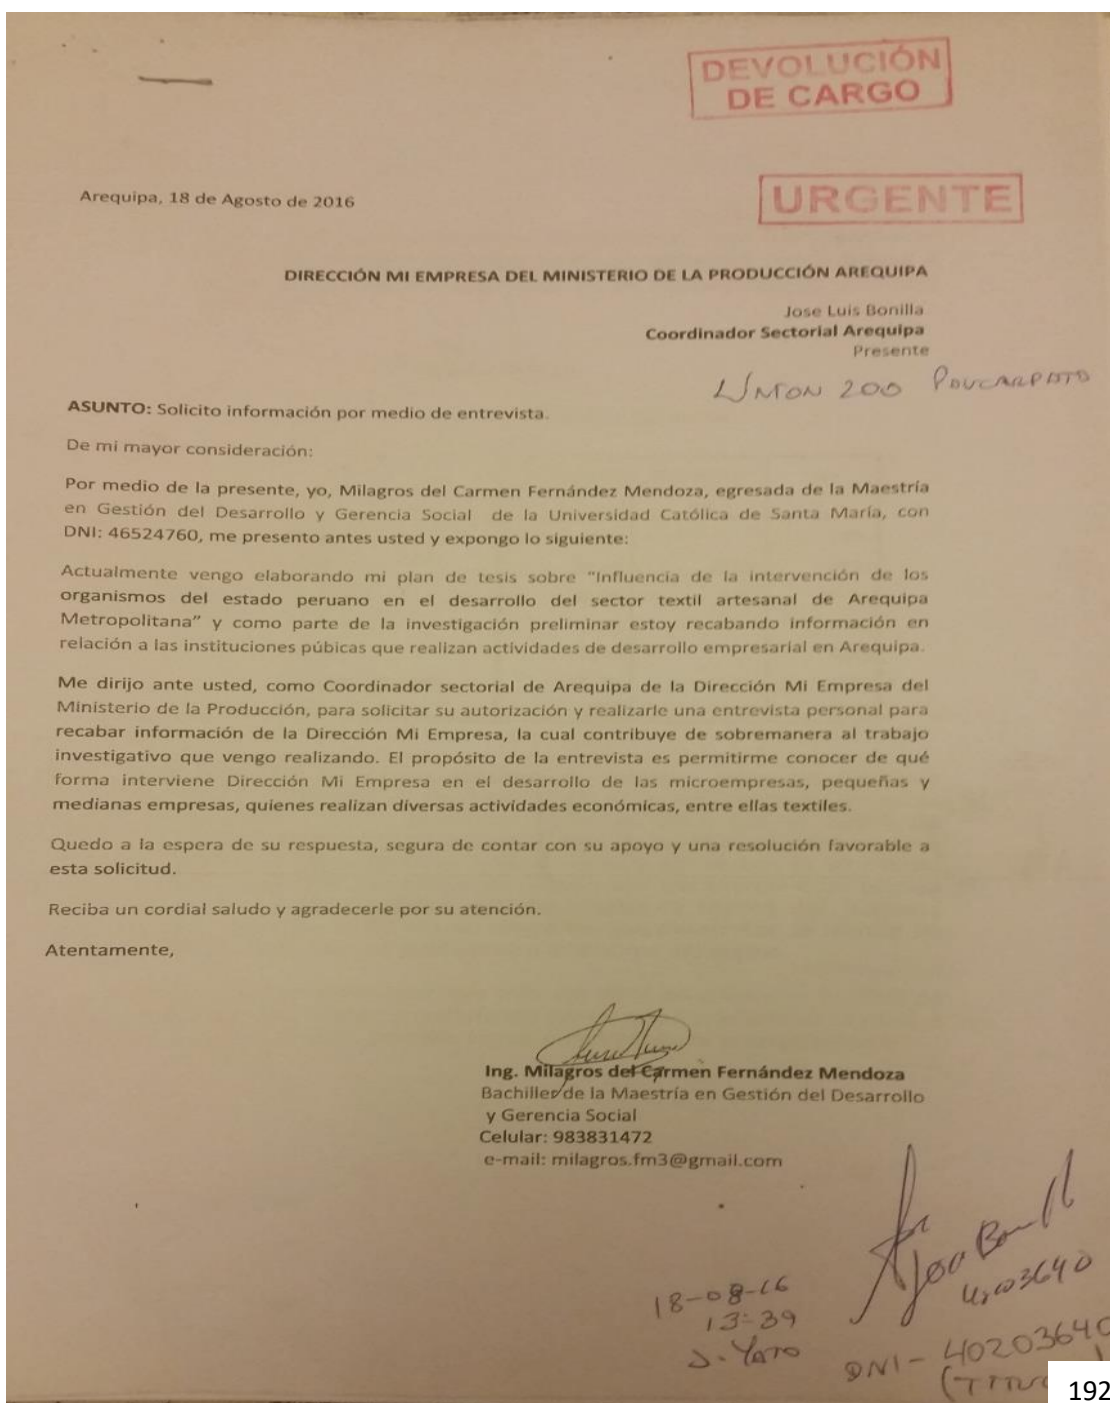 DEVOLUCIÓN
DE CARGO
Arequipa, 18 de Agosto de 2016
URGENTE
DIRECCIÓN MI EMPRESA DEL MINISTERIO DE LA PRODUCCIÓN AREQUIPA
Jose Luis Bonilla
Coordinador Sectorial Arequipa
Presente
200
ASUNTO: Solicito información por medio de entrevista.
De mi mayor consideración:
Por medio de la presente, yo, Milagros del Carmen Fernández Mendoza, egresada de la Maestría
en Gestión del Desarrollo y Gerencia Social de la Universidad Católica de Santa María, con
DNI: 46524760, me presento antes usted y expongo lo siguiente:
Actualmente vengo elaborando mi plan de tesis sobre "Influencia de la intervención de los
organismos del estado peruano en el desarrollo del sector textil artesanal de Arequipa
Metropolitana" y como parte de la investigación preliminar estoy recabando información en
relación a las instituciones púbicas que realizan actividades de desarrollo empresarial en Arequipa.
Me dirijo ante usted, como Coordinador sectorial de Arequipa de la Dirección Mi Empresa del
Ministerio de la Producción, para solicitar su autorización y realizarle una entrevista personal para
recabar información de la Dirección Mi Empresa, la cual contribuye de sobremanera al trabajo
investigativo que vengo realizando. El propósito de la entrevista es permitirme conocer de qué
forma interviene Dirección Mi Empresa en el desarrollo de las microempresas, pequeñas y
medianas empresas, quienes realizan diversas actividades económicas, entre ellas textiles.
Quedo a la espera de su respuesta, segura de contar con su apoyo y una resolución favorable a
esta solicitud.
Reciba un cordial saludo y agradecerle por su atención.
Atentamente,
Ing. Milagros del Carmen Fernández Mendoza
Bachiller de la Maestría en Gestión del Desarrollo
y Gerencia Social
Celular: 983831472
e-mail: milagros.fm3@gmail.com
18-08-16
13-39
DNI - 40203640
192